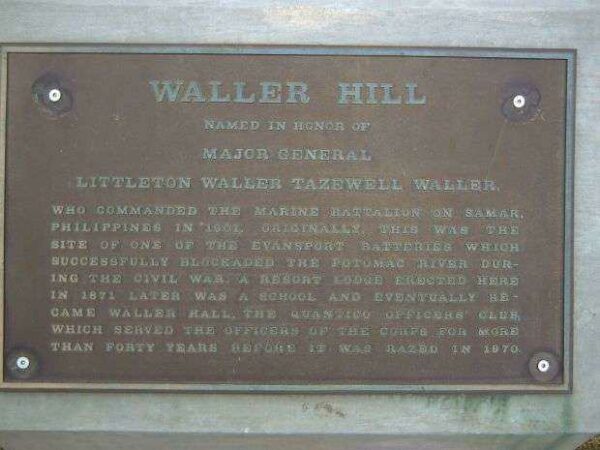 WALLER HILL
NAMED IN HONOR OF
MAJOR GENERAL
LITTLETON WALLER TAZEWELL WALLER,
WHO COMMANDED THE MARINE BATTALION ON SAMAR,
PHILIPPINES IN 1901. ORIGINALLY, THIS WAS THE
SITE OF ONE OF THE EVANSPORT BATTERIES WHICH
SUCCESSFULLY BLOCKADED THE POTOMAC RIVER DUR-
ING THE CIVIL WAR. A RESORT LODGE ERECTED HERE
IN 1871 LATER WAS A SCHOOL AND EVENTUALLY BE-
CAME WALLER HALL, THE QUANTICO OFFICERS' CLUB,
WHICH SERVED THE OFFICERS OF THE CORPS FOR MORE
THAN FORTY YEARS BEFORE IT WAS RAZED IN 1970.